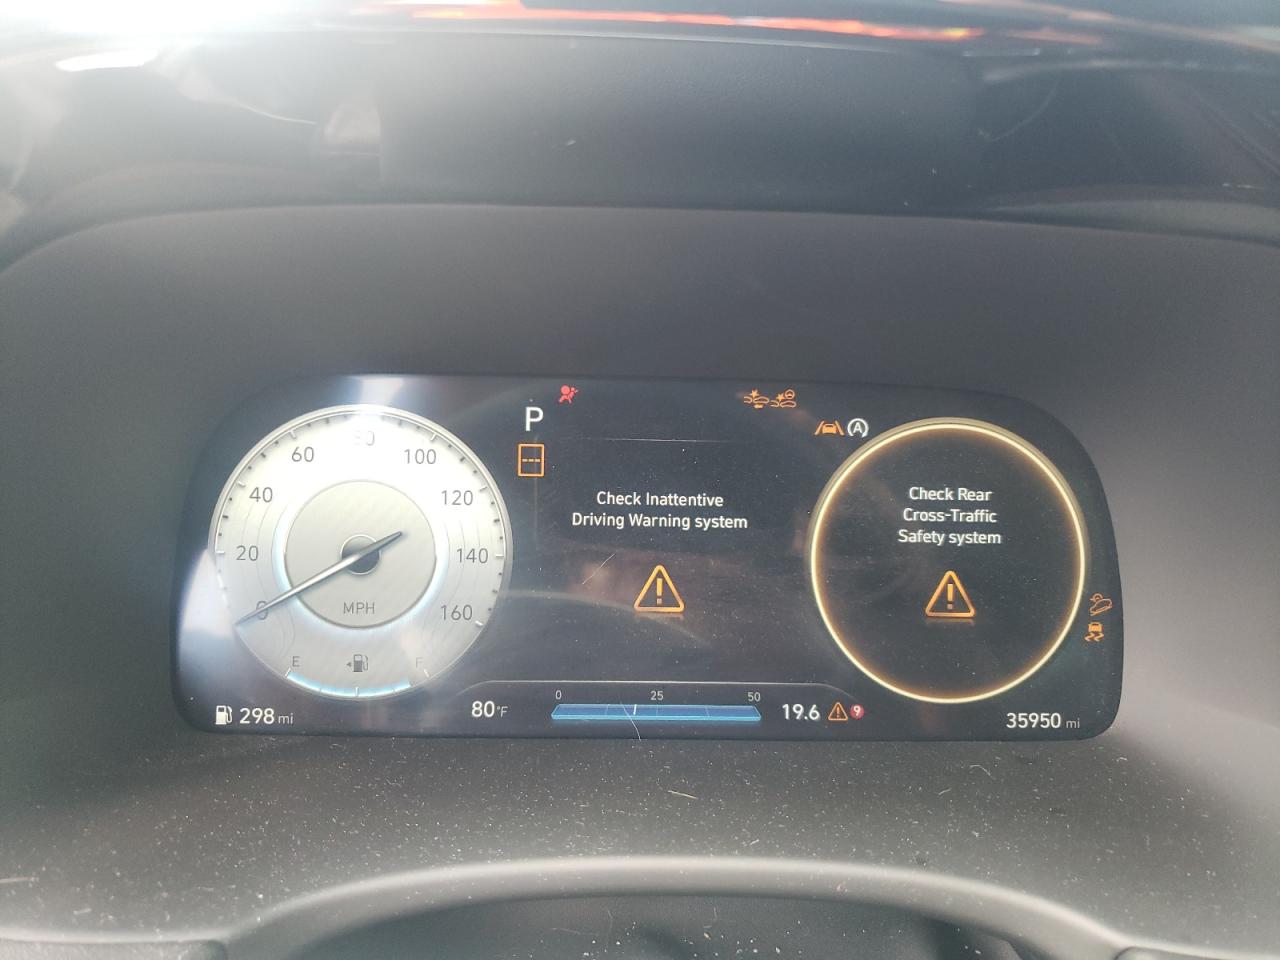 P
80
60
100
40
120
20
140
MPH
0
160
E
F
298 mi
Check Inattentive
Driving Warning system
80°F
0
25
50
19.6
9
A
Check Rear
Cross-Traffic
Safety system
35950 mi